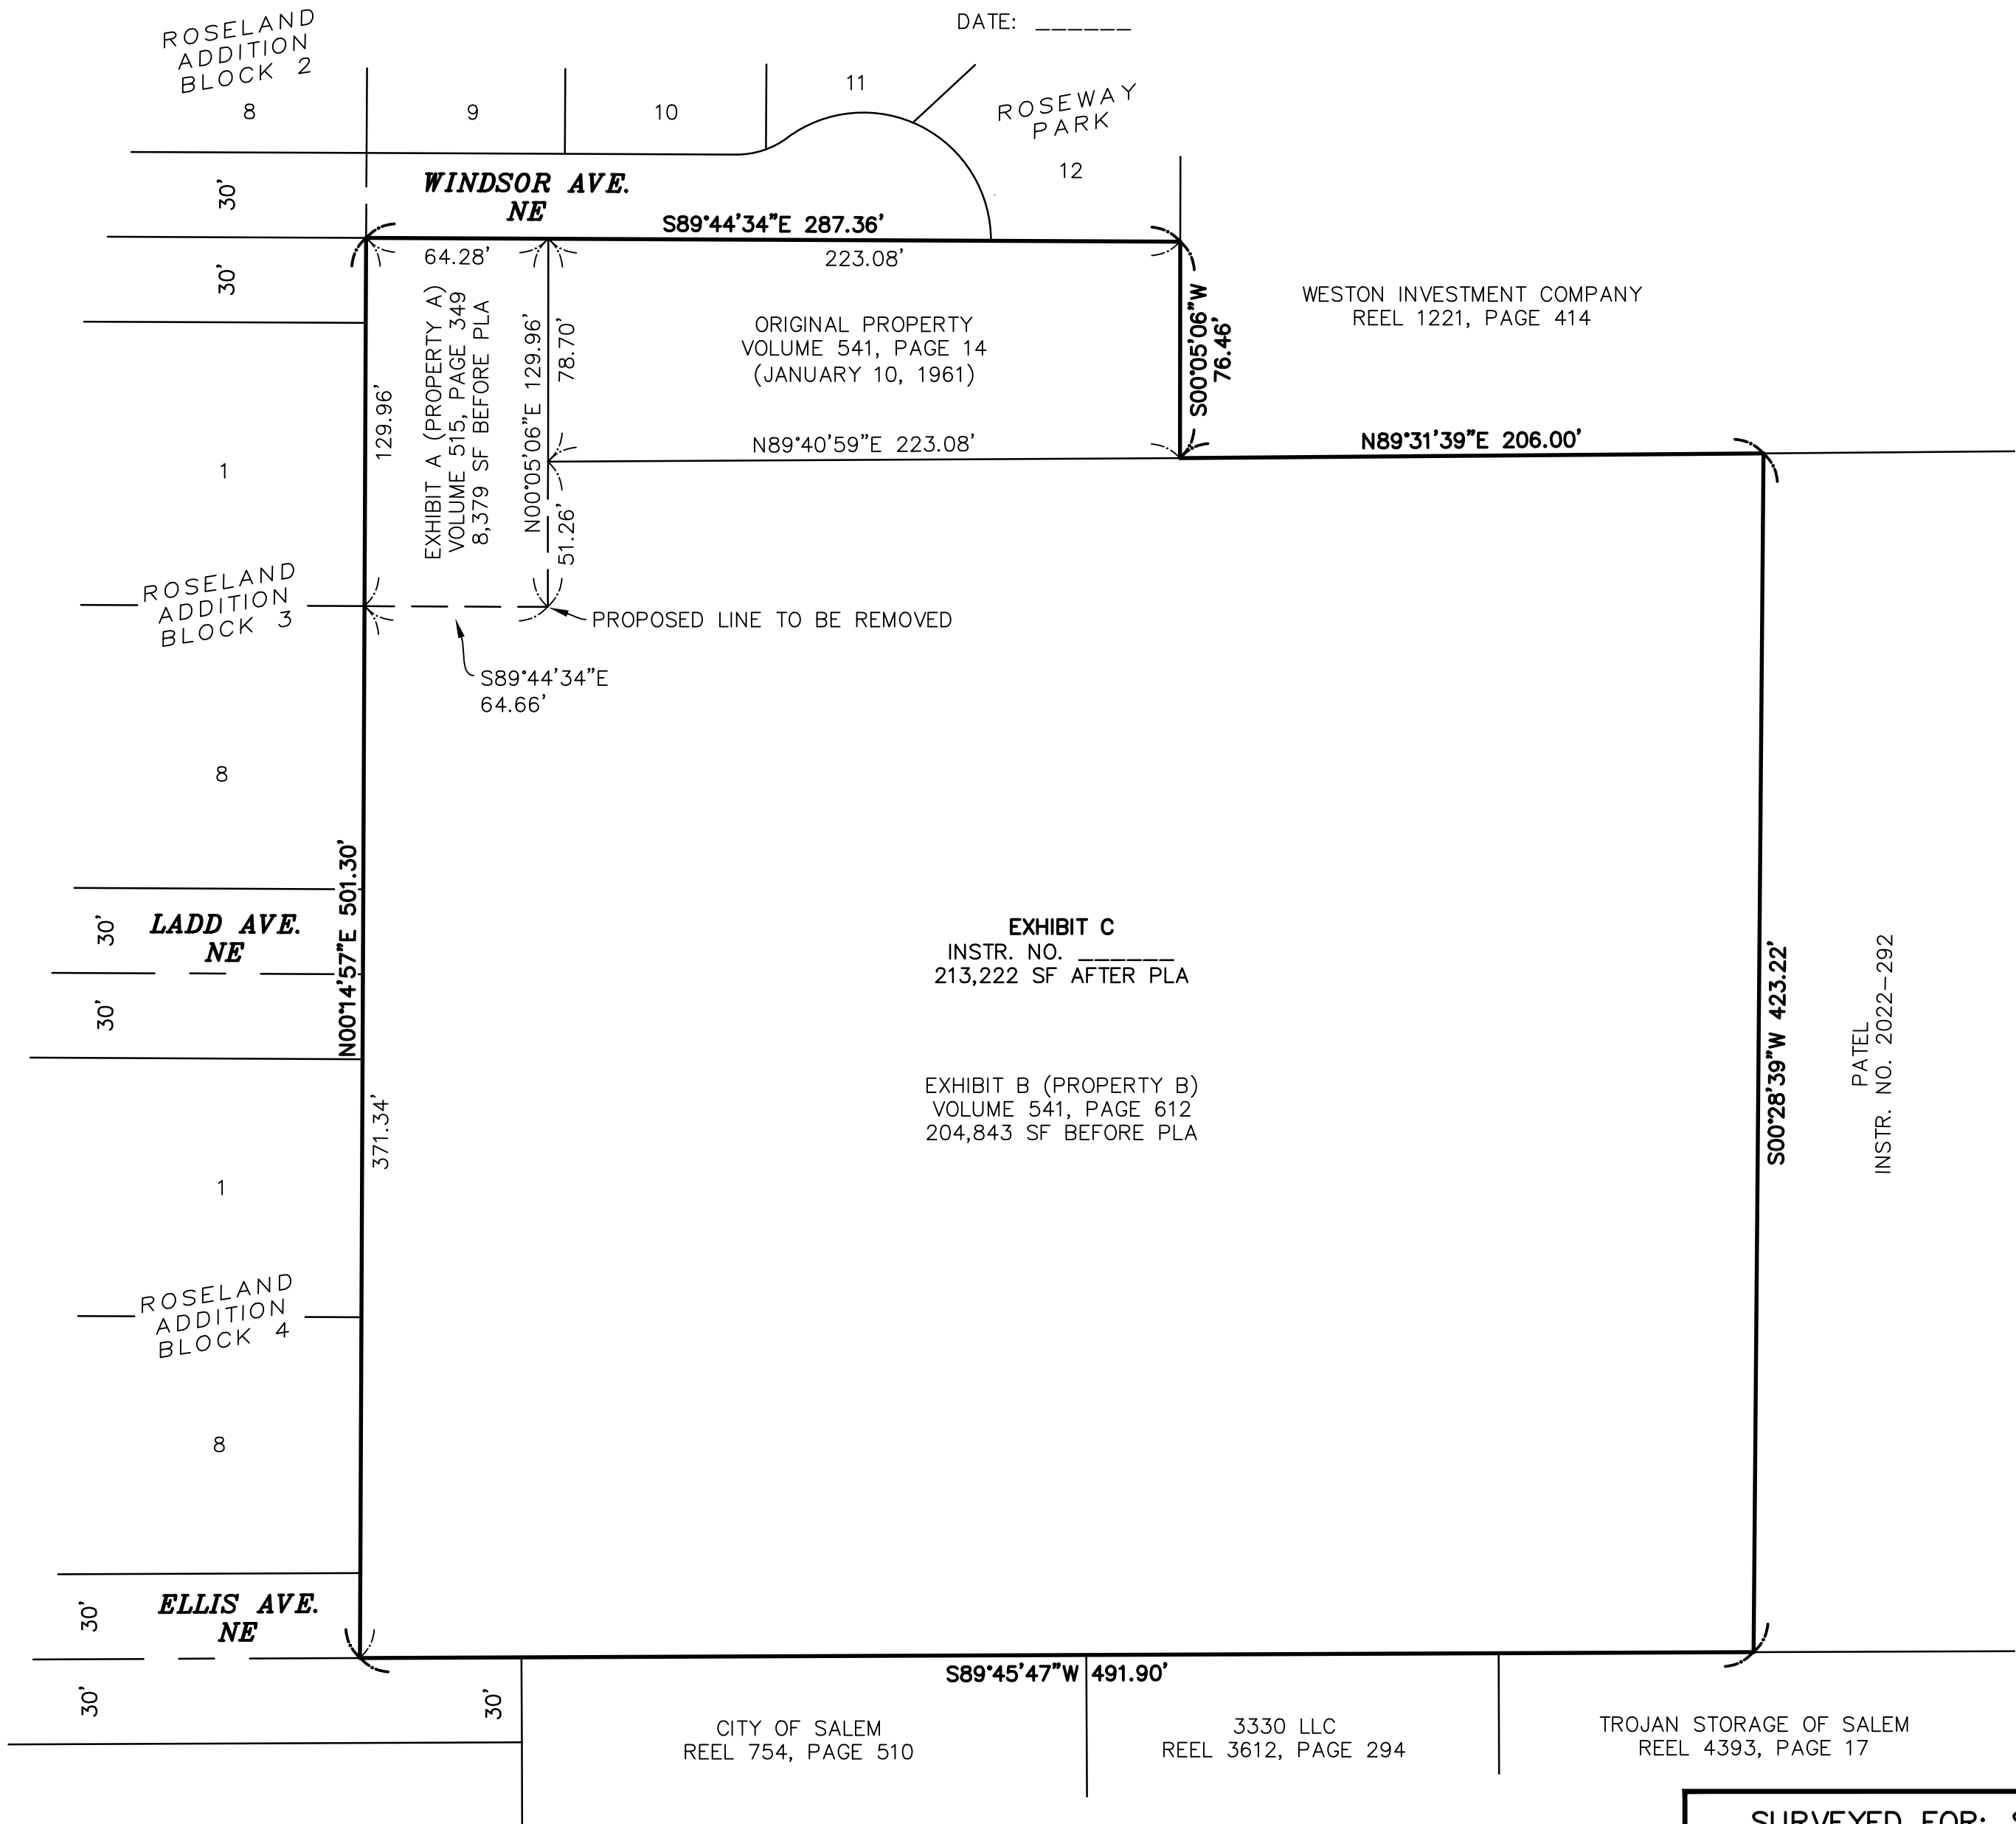 DATE: ______
ROSELAND
ADDITION
BLOCK 2
8
9
10
11
ROSEWAY
PARK
12
30'
WINDSOR AVE.
NE
S89°44'34"E 287.36'
30'
64.28'
223.08'
EXHIBIT A (PROPERTY A)
VOLUME 515, PAGE 349
8,379 SF BEFORE PLA
N00°05'06"E 129.96'
78.70'
ORIGINAL PROPERTY
VOLUME 541, PAGE 14
(JANUARY 10, 1961)
S00°05'06"W
76.46'
WESTON INVESTMENT COMPANY
REEL 1221, PAGE 414
129.96'
N89°40'59"E 223.08'
N89°31'39"E 206.00'
1
51.26'
ROSELAND
ADDITION
BLOCK 3
PROPOSED LINE TO BE REMOVED
S89°44'34"E
64.66'
8
N00°14'57"E 501.30'
30'
LADD AVE.
NE
30'
EXHIBIT C
INSTR. NO. ______
213,222 SF AFTER PLA
S00°28'39"W 423.22'
PATEL
INSTR. NO. 2022-292
EXHIBIT B (PROPERTY B)
VOLUME 541, PAGE 612
204,843 SF BEFORE PLA
371.34'
1
ROSELAND
ADDITION
BLOCK 4
8
30'
ELLIS AVE.
NE
S89°45'47"W 491.90'
30'
30'
CITY OF SALEM
REEL 754, PAGE 510
3330 LLC
REEL 3612, PAGE 294
TROJAN STORAGE OF SALEM
REEL 4393, PAGE 17
SURVEYED FOR: